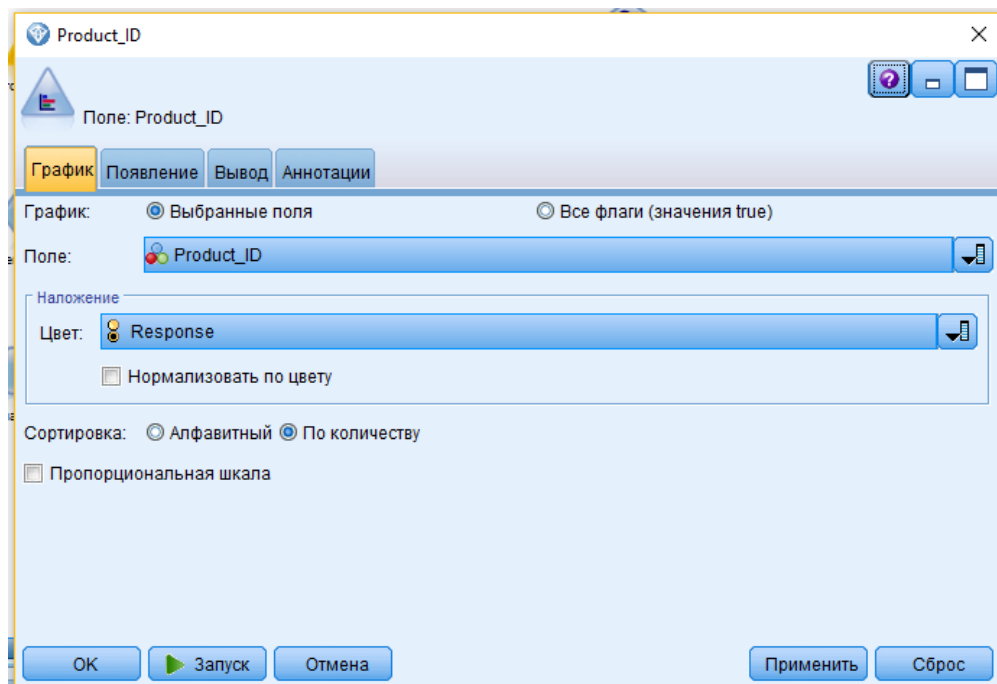 Product_ID
Поле: Product_ID
График Появление Вывод Аннотации
График: Выбранные поля Все флаги (значения true)
Поле: Product_ID
Наложение
Цвет: Response
Нормализовать по цвету
Сортировка: Алфавитный По количеству
Пропорциональная шкала
OK Запуск Отмена Применить Сброс